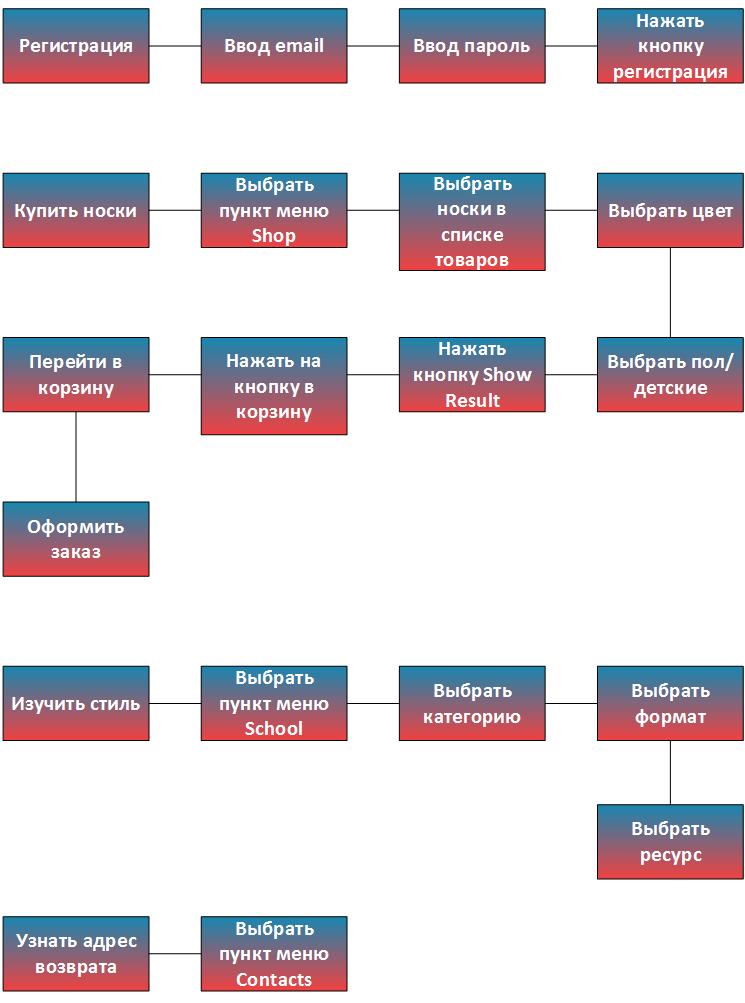 Регистрация
Ввод email
Ввод пароль
Нажать
кнопку
регистрация
Купить носки
Выбрать
пункт меню
Shop
Выбрать
носки в
списке
товаров
Выбрать цвет
Перейти в
корзину
Нажать на
кнопку в
корзину
Нажать
кнопку Show
Result
Выбрать пол/
детские
Оформить
заказ
Изучить стиль
Выбрать
пункт меню
School
Выбрать
категорию
Выбрать
формат
Выбрать
ресурс
Узнать адрес
возврата
Выбрать
пункт меню
Contacts